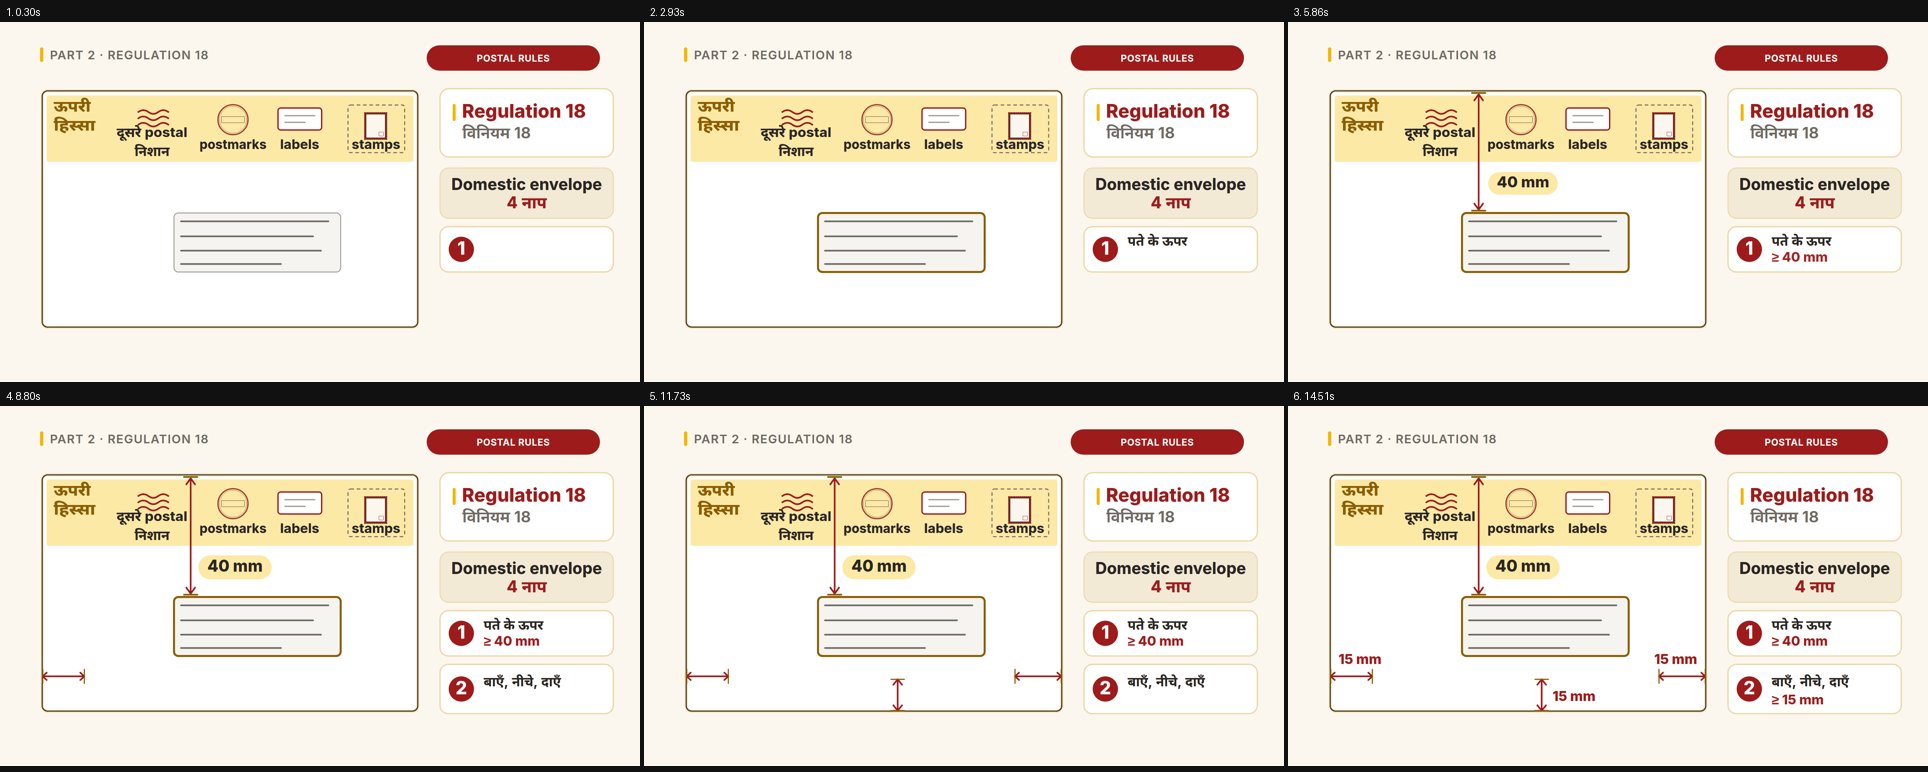 1. 0.30s
PART 2 · REGULATION 18
POSTAL RULES
ऊपरी
हिस्सा
दूसरे postal
निशान
postmarks
labels
stamps
Regulation 18
विनियम 18
Domestic envelope
4 नाप
1
2. 2.93s
PART 2 · REGULATION 18
POSTAL RULES
ऊपरी
हिस्सा
दूसरे postal
निशान
postmarks
labels
stamps
Regulation 18
विनियम 18
Domestic envelope
4 नाप
1
पते के ऊपर
3. 5.86s
PART 2 · REGULATION 18
POSTAL RULES
ऊपरी
हिस्सा
दूसरे postal
निशान
postmarks
labels
stamps
40 mm
Regulation 18
विनियम 18
Domestic envelope
4 नाप
1
पते के ऊपर
≥ 40 mm
4. 8.80s
PART 2 · REGULATION 18
POSTAL RULES
ऊपरी
हिस्सा
दूसरे postal
निशान
postmarks
labels
stamps
40 mm
Regulation 18
विनियम 18
Domestic envelope
4 नाप
1
पते के ऊपर
≥ 40 mm
2
बाएँ, नीचे, दाएँ
5. 11.73s
PART 2 · REGULATION 18
POSTAL RULES
ऊपरी
हिस्सा
दूसरे postal
निशान
postmarks
labels
stamps
40 mm
Regulation 18
विनियम 18
Domestic envelope
4 नाप
1
पते के ऊपर
≥ 40 mm
2
बाएँ, नीचे, दाएँ
6. 14.51s
PART 2 · REGULATION 18
POSTAL RULES
ऊपरी
हिस्सा
दूसरे postal
निशान
postmarks
labels
stamps
40 mm
15 mm
15 mm
15 mm
Regulation 18
विनियम 18
Domestic envelope
4 नाप
1
पते के ऊपर
≥ 40 mm
2
बाएँ, नीचे, दाएँ
≥ 15 mm